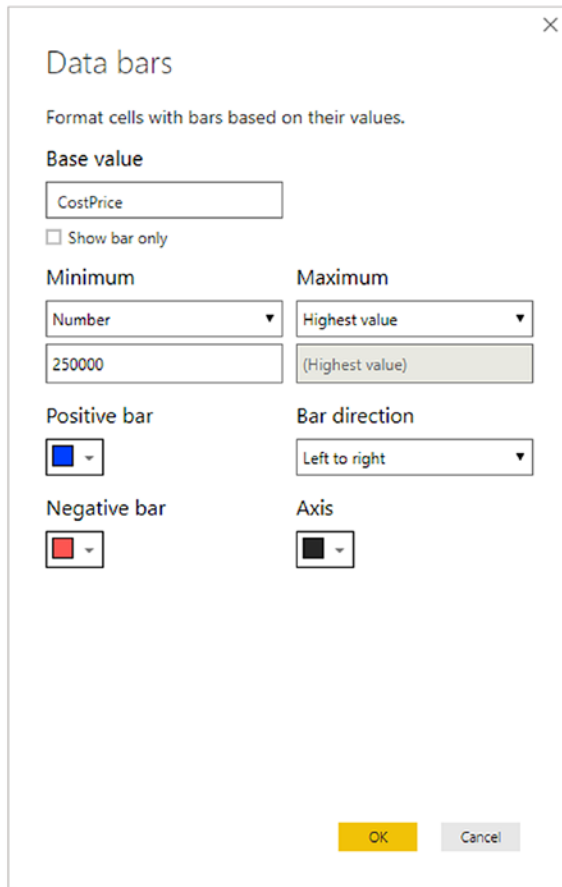 Data bars
Format cells with bars based on their values.
Base value
CostPrice
Show bar only
Minimum Maximum
Number Highest value
250000 (Highest value)
Positive bar Bar direction
Left to right
Negative bar Axis
OK Cancel